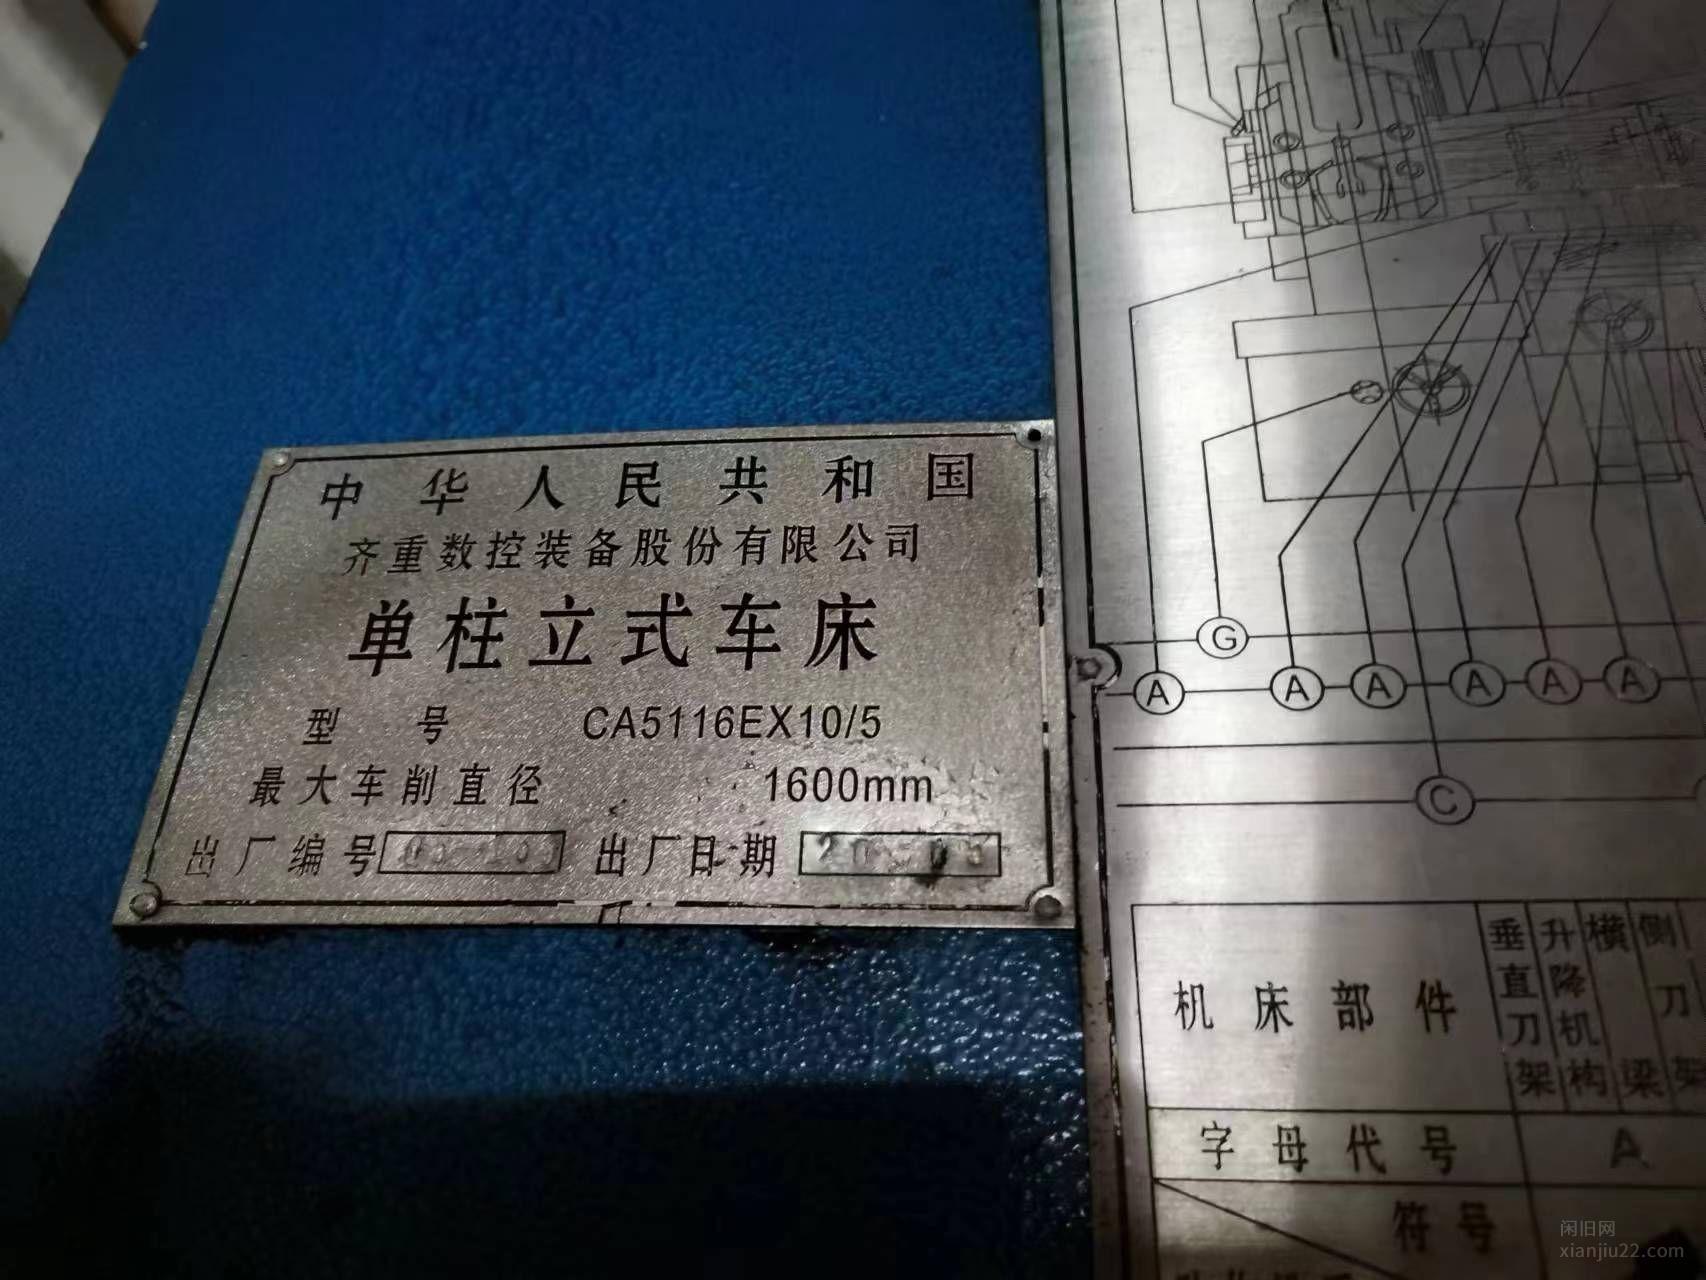 中华人民共和国
齐重数控装备股份有限公司
单柱立式车床
型号 CA5116EX10/5
最大车削直径 1600mm
出厂编号 出厂日期
G
A A A A A A
C
机床部件 垂直刀架 升降机构 横梁 侧刀架
字母代号 A
符号
闲旧网
xianjiu22.com